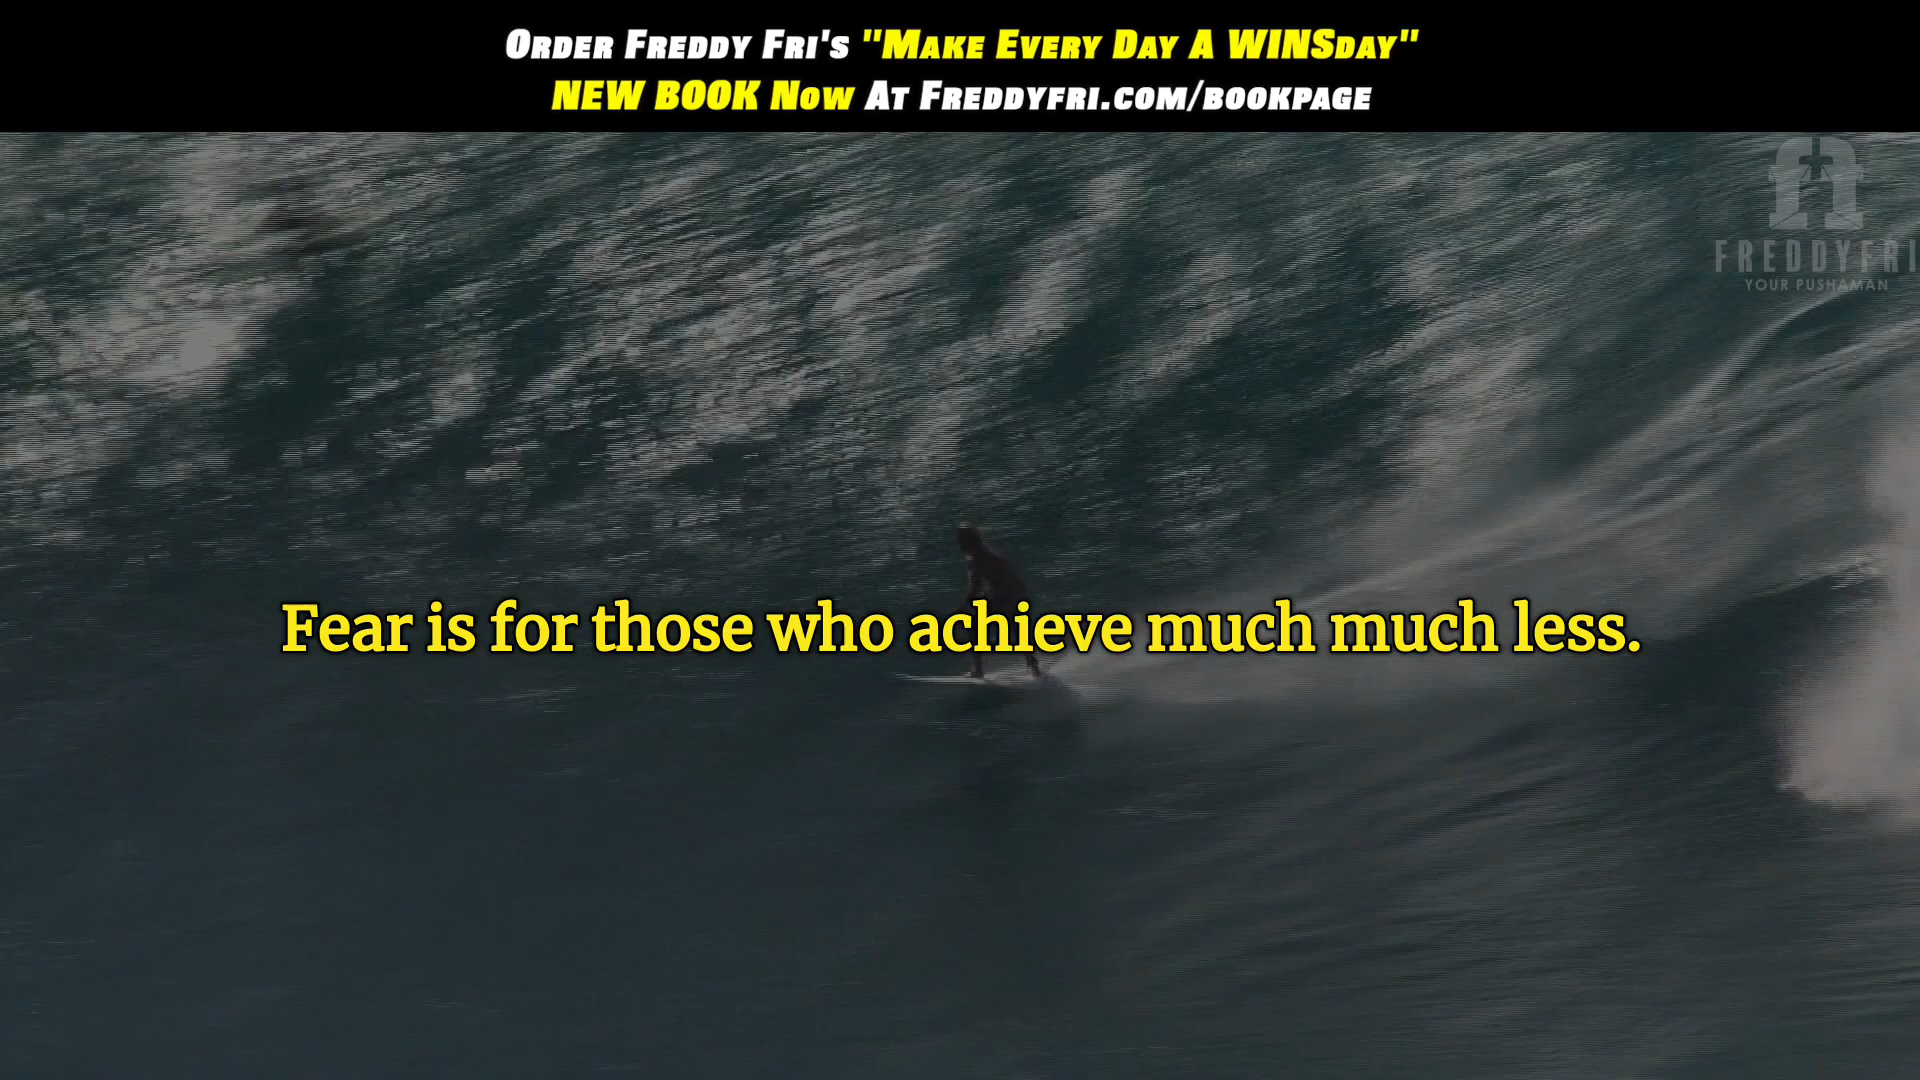 Order Freddy Fri's "Make Every Day A WINSday"
NEW BOOK Now At Freddyfri.com/bookpage
FREDDYFRI
YOUR PUSHAMAN
Fear is for those who achieve much much less.